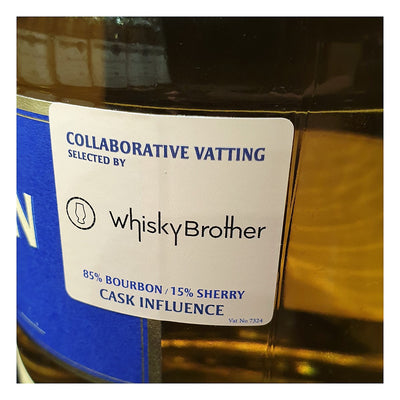 COLLABORATIVE VATTING
SELECTED BY
whiskyBrother
85% BOURBON / 15% SHERRY
CASK INFLUENCE
Vat No 7324
N